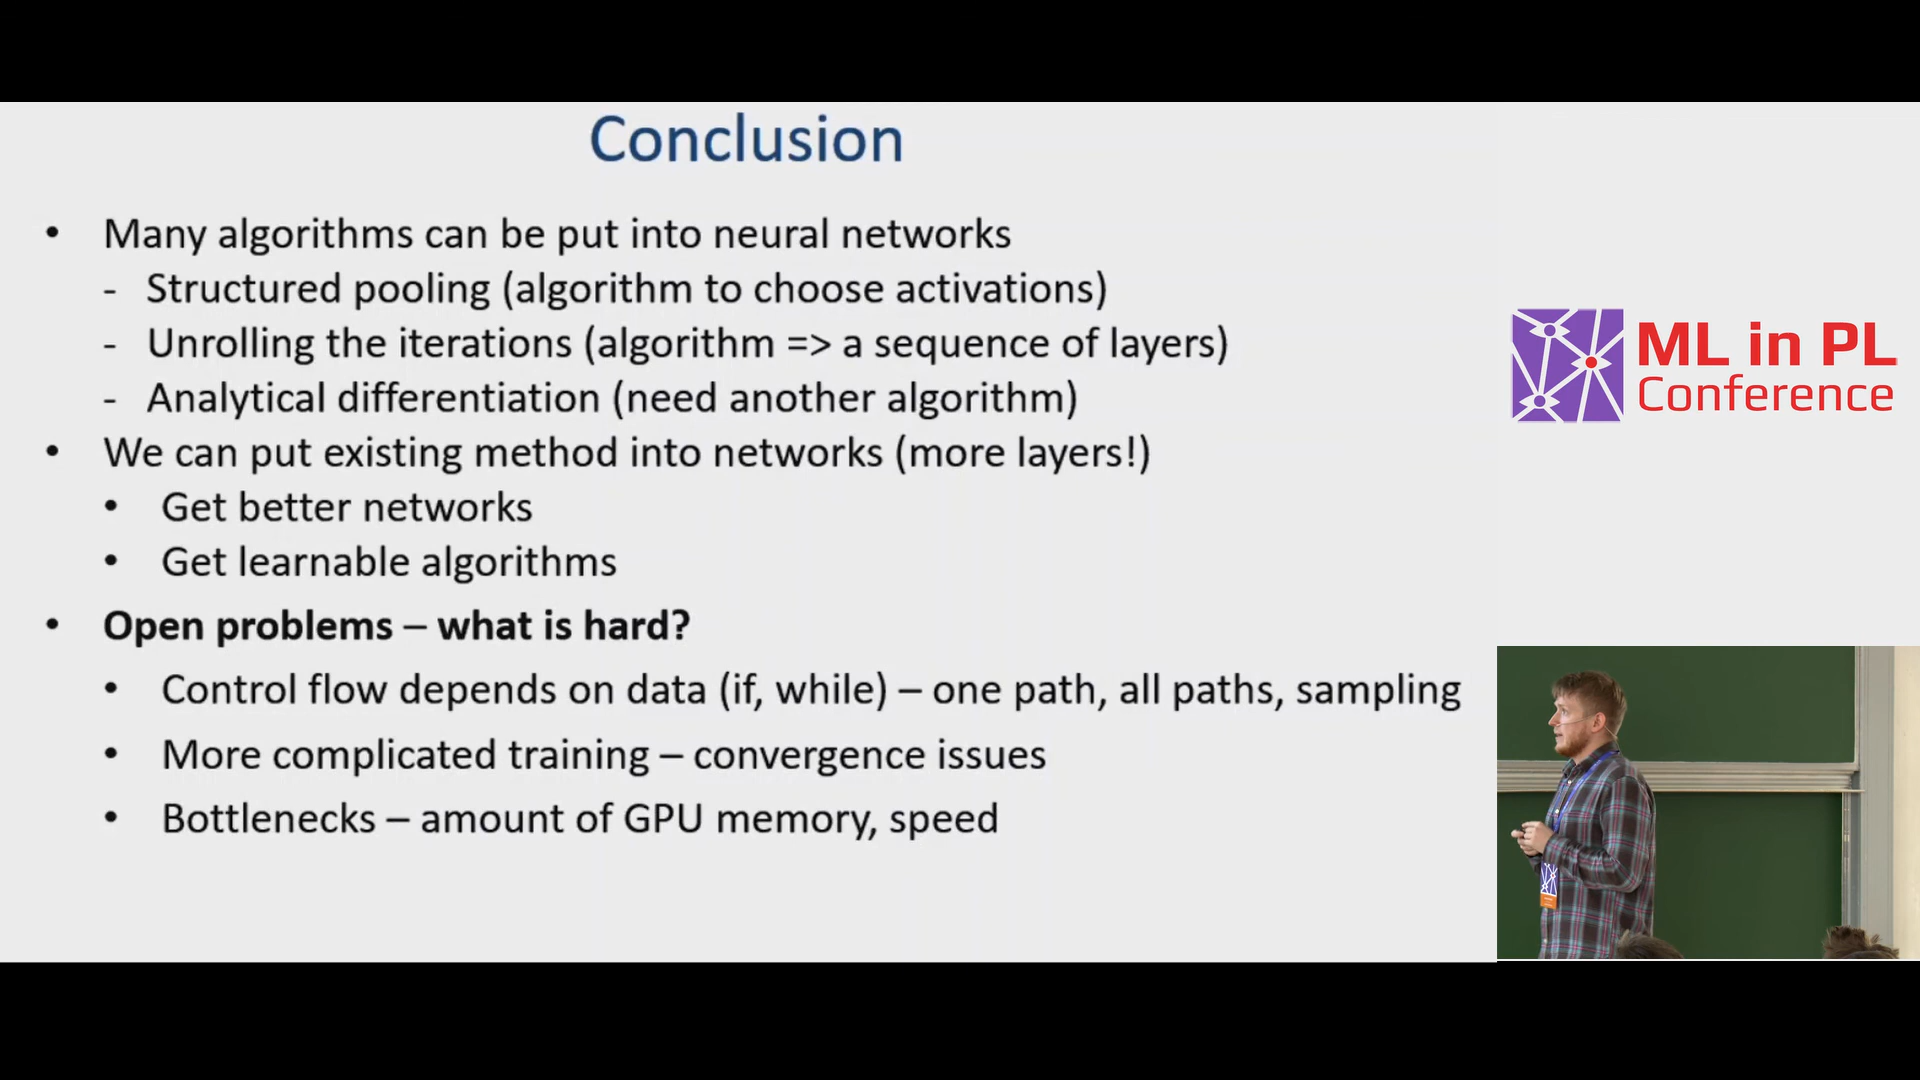 Conclusion
• Many algorithms can be put into neural networks
- Structured pooling (algorithm to choose activations)
- Unrolling the iterations (algorithm => a sequence of layers)
- Analytical differentiation (need another algorithm)
• We can put existing method into networks (more layers!)
• Get better networks
• Get learnable algorithms
• Open problems – what is hard?
• Control flow depends on data (if, while) – one path, all paths, sampling
• More complicated training – convergence issues
• Bottlenecks – amount of GPU memory, speed
ML in PL
Conference